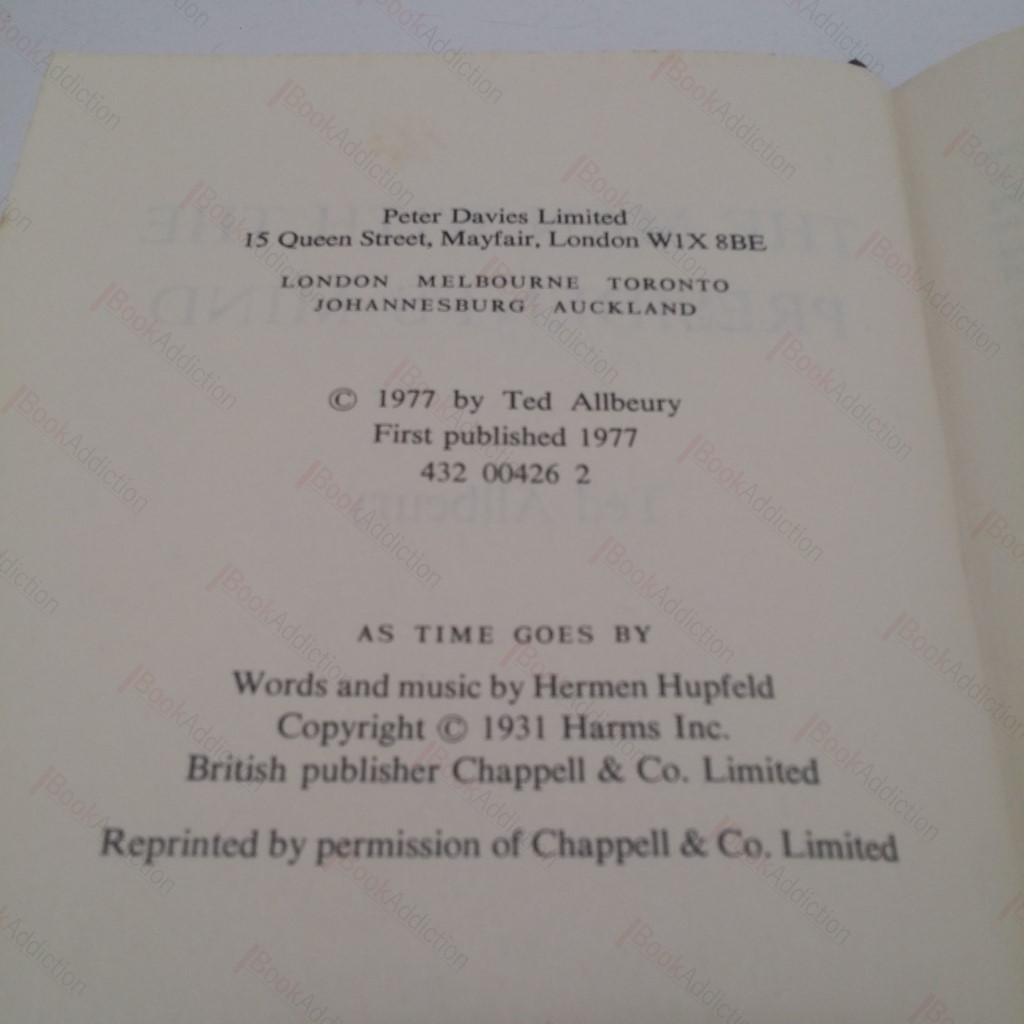 Peter Davies Limited
15 Queen Street, Mayfair, London W1X 8BE
LONDON MELBOURNE TORONTO
JOHANNESBURG AUCKLAND
© 1977 by Ted Allbeury
First published 1977
432 00426 2
AS TIME GOES BY
Words and music by Hermen Hupfeld
Copyright © 1931 Harms Inc.
British publisher Chappell & Co. Limited
Reprinted by permission of Chappell & Co. Limited
BookAddiction